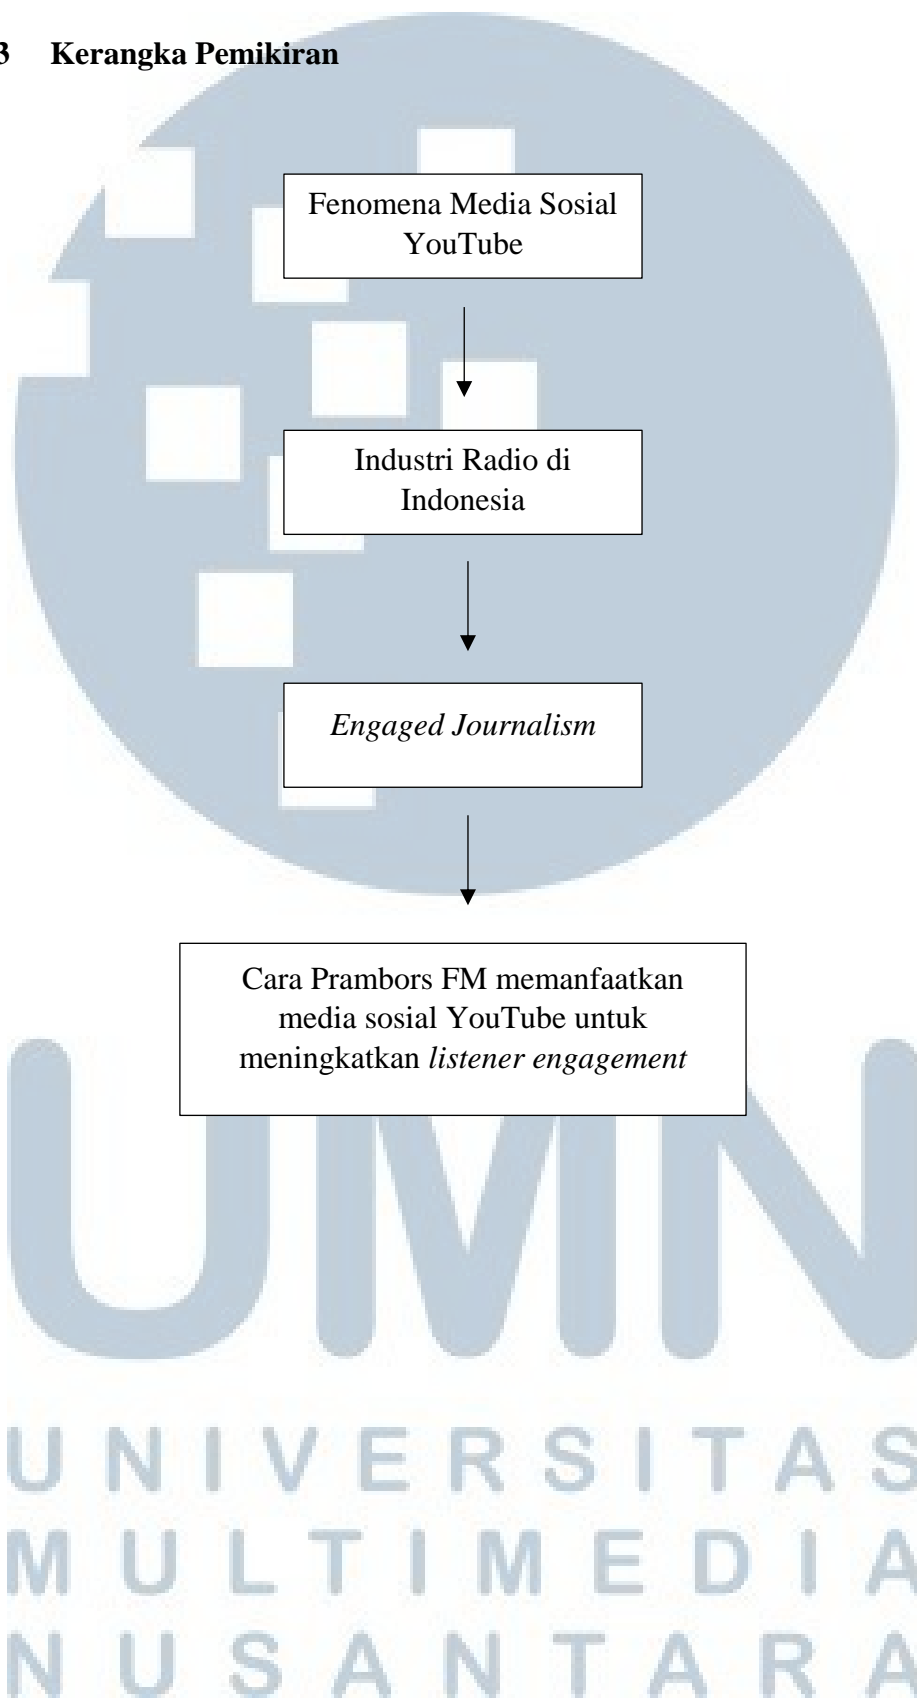 3 Kerangka Pemikiran
Fenomena Media Sosial
YouTube
Industri Radio di
Indonesia
Engaged Journalism
Cara Prambors FM memanfaatkan
media sosial YouTube untuk
meningkatkan listener engagement
UMN
UNIVERSITAS
MULTIMEDIA
NUSANTARA